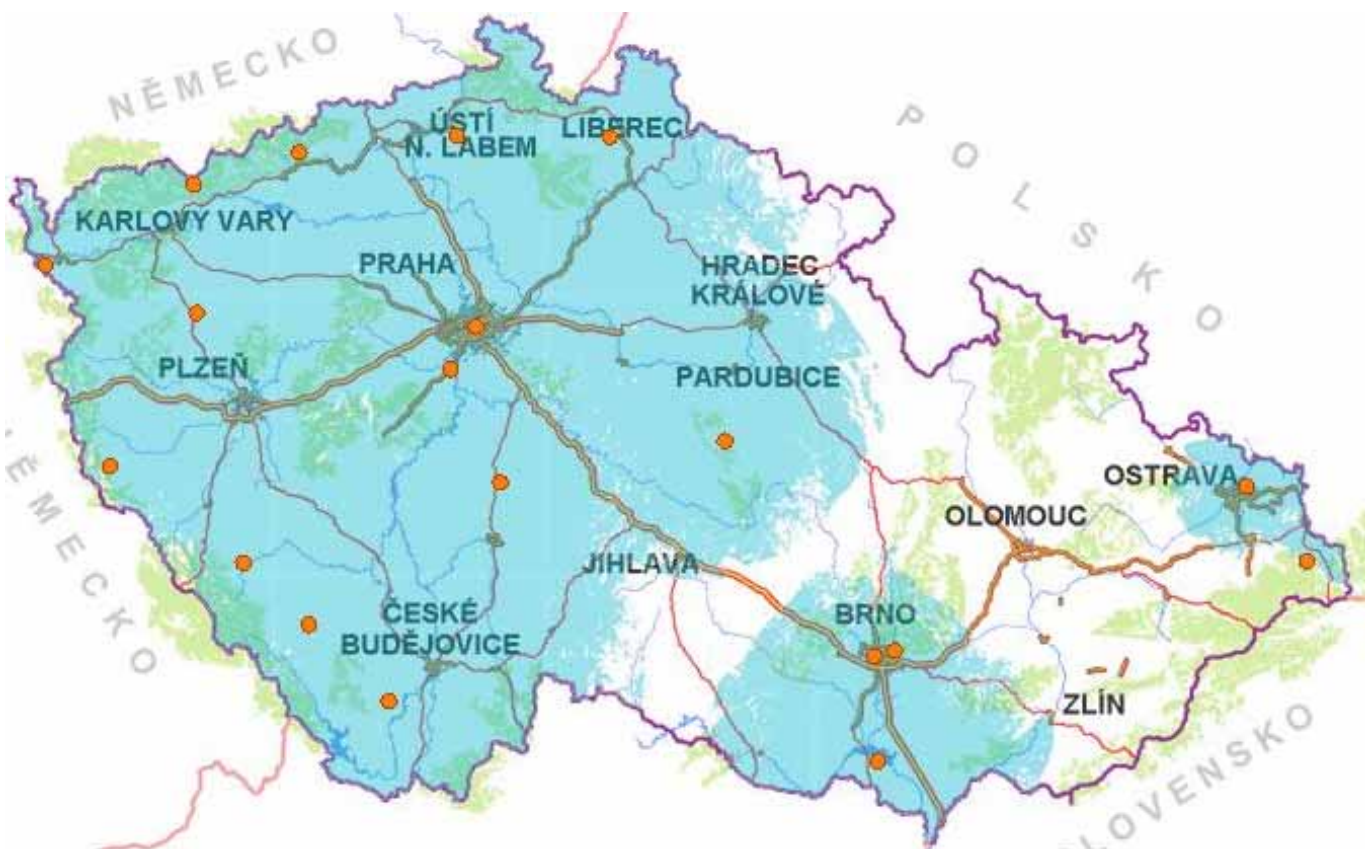 NĚMECKO
POLSKO
ÚSTÍ
N. LABEM
LIBEREC
KARLOVY VARY
PRAHA
HRADEC
KRÁLOVÉ
PLZEŇ
PARDUBICE
NĚMECKO
OSTRAVA
OLOMOUC
JIHLAVA
ČESKÉ
BUDĚJOVICE
BRNO
ZLÍN
SLOVENSKO